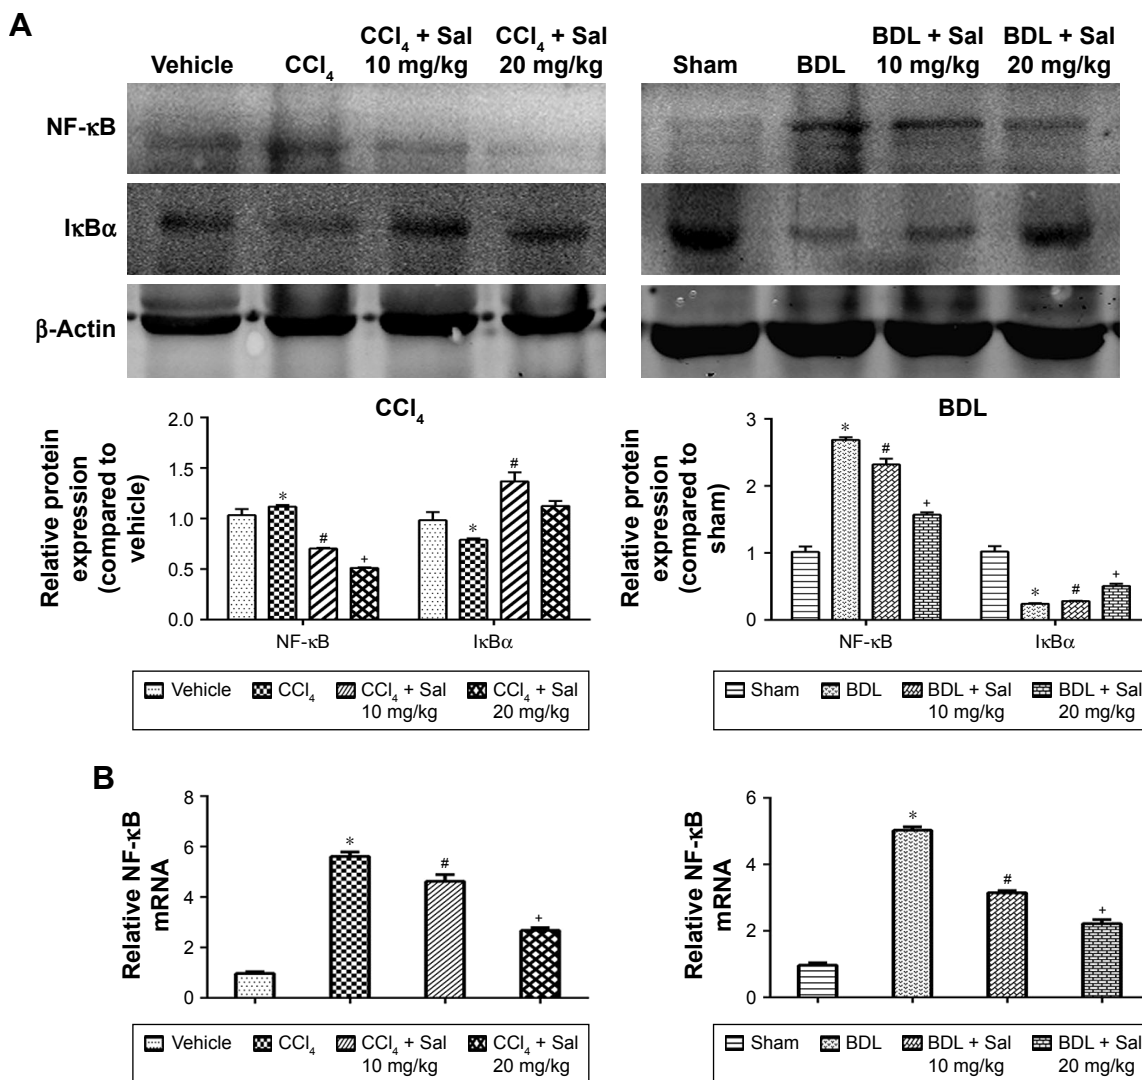 A
Vehicle CCl4 CCl4 + Sal 10 mg/kg CCl4 + Sal 20 mg/kg
Sham BDL BDL + Sal 10 mg/kg BDL + Sal 20 mg/kg
NF-κB
IκBα
β-Actin
CCl4
Relative protein
expression
(compared to
vehicle)
2.0
1.5
1.0
0.5
0.0
* # + * #
NF-κB IκBα
Vehicle CCl4 CCl4 + Sal 10 mg/kg CCl4 + Sal 20 mg/kg
BDL
Relative protein
expression
(compared to
sham)
3
2
1
0
* # + * # +
NF-κB IκBα
Sham BDL BDL + Sal 10 mg/kg BDL + Sal 20 mg/kg
B
Relative NF-κB
mRNA
8
6
4
2
0
* # +
Vehicle CCl4 CCl4 + Sal 10 mg/kg CCl4 + Sal 20 mg/kg
Relative NF-κB
mRNA
6
4
2
0
* # +
Sham BDL BDL + Sal 10 mg/kg BDL + Sal 20 mg/kg